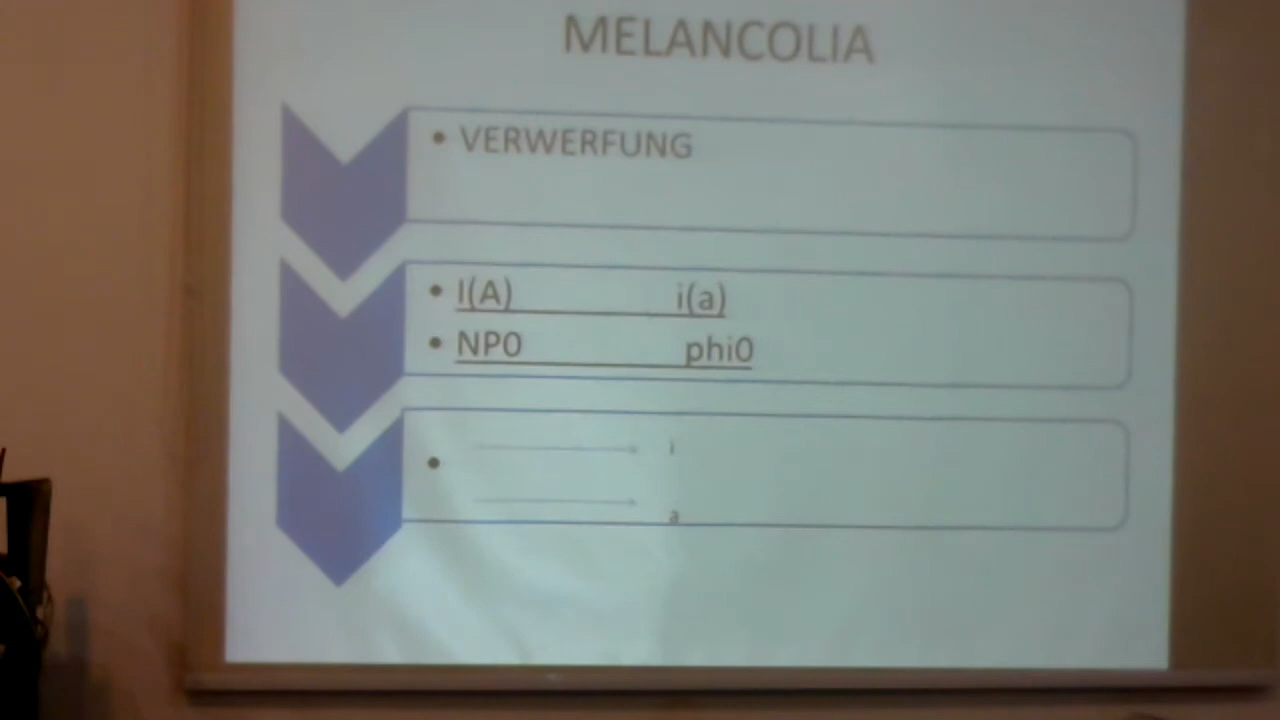 MELANCOLIA
• VERWERFUNG
• I(A) i(a)
• NP0 phi0
• i
a